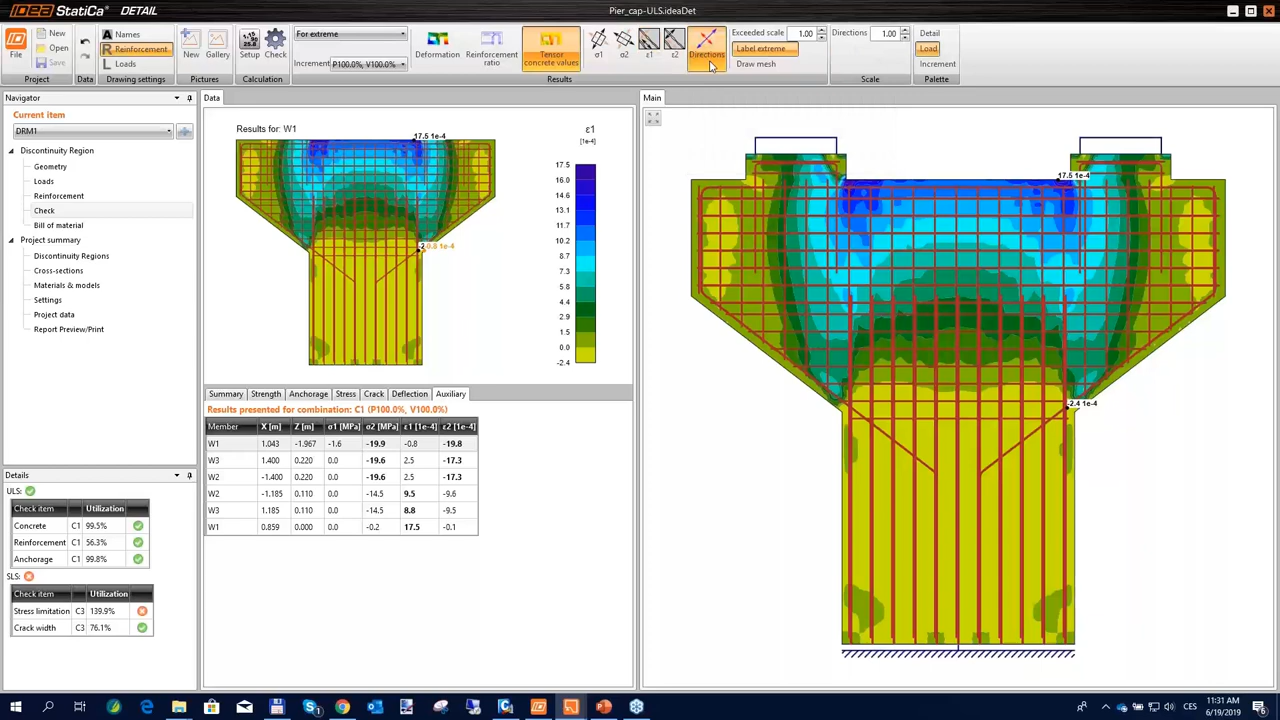 IDEA StatiCa DETAIL
Pier_cap-ULS.ideaDet
File
New
Open
Save
Project
Data
Names
Reinforcement
Loads
Drawing settings
New
Gallery
Pictures
Setup
Check
Calculation
For extreme
Increment P100.0%, V100.0%
Deformation
Reinforcement ratio
Tensor concrete values
σ1
σ2
ε1
ε2
Directions
Results
Exceeded scale 1.00
Label extreme
Draw mesh
Directions 1.00
Scale
Detail
Load
Increment
Palette
Navigator
Current item
DRM1
Discontinuity Region
Geometry
Loads
Reinforcement
Check
Bill of material
Project summary
Discontinuity Regions
Cross-sections
Materials & models
Settings
Project data
Report Preview/Print
Details
ULS:
Check item Utilization
Concrete C1 99.5%
Reinforcement C1 56.3%
Anchorage C1 99.8%
SLS:
Check item Utilization
Stress limitation C3 139.9%
Crack width C3 76.1%
Data
Results for: W1
17.5 1e-4
ε1
[1e-4]
17.5
16.0
14.6
13.1
11.7
10.2
8.7
7.3
5.8
4.4
2.9
1.5
0.0
-2.4
Summary Strength Anchorage Stress Crack Deflection Auxiliary
Results presented for combination: C1 (P100.0%, V100.0%)
Member X [m] Z [m] σ1 [MPa] σ2 [MPa] ε1 [1e-4] ε2 [1e-4]
W1 1.043 -1.967 -1.6 -19.9 -0.8 -19.8
W3 1.400 0.220 0.0 -19.6 2.5 -17.3
W2 -1.400 0.220 0.0 -19.6 2.5 -17.3
W2 -1.185 0.110 0.0 -14.5 9.5 -9.6
W3 1.185 0.110 0.0 -14.5 8.8 -9.5
W1 0.859 0.000 0.0 -0.2 17.5 -0.1
Main
17.5 1e-4
-2.4 1e-4
CES
11:31 AM
6/19/2019